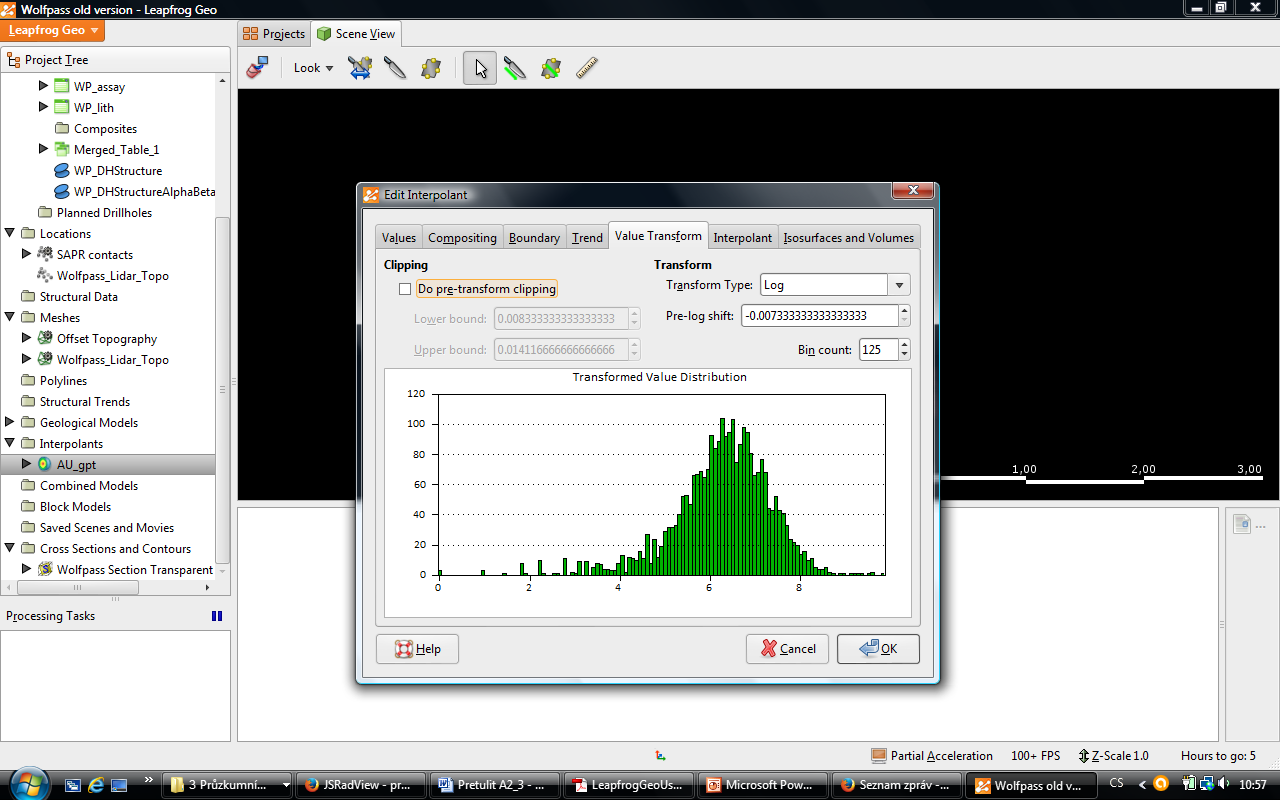 Wolfpass old version - Leapfrog Geo
Leapfrog Geo
Projects
Scene View
Project Tree
Look
WP_assay
WP_lith
Composites
Merged_Table_1
WP_DHStructure
WP_DHStructureAlphaBeta
Planned Drillholes
Locations
SAPR contacts
Wolfpass_Lidar_Topo
Structural Data
Meshes
Offset Topography
Wolfpass_Lidar_Topo
Polylines
Structural Trends
Geological Models
Interpolants
AU_gpt
Combined Models
Block Models
Saved Scenes and Movies
Cross Sections and Contours
Wolfpass Section Transparent
Processing Tasks
Edit Interpolant
Values
Compositing
Boundary
Trend
Value Transform
Interpolant
Isosurfaces and Volumes
Clipping
Do pre-transform clipping
Lower bound: 0.008333333333333333
Upper bound: 0.014116666666666666
Transform
Transform Type: Log
Pre-log shift: -0.007333333333333333
Bin count: 125
Transformed Value Distribution
120
100
80
60
40
20
0
0 2 4 6 8
Help
Cancel
OK
1,00 2,00 3,00
...
Partial Acceleration
100+ FPS
Z-Scale 1.0
Hours to go: 5
»
3 Průzkumní...
JSRadView - pr...
Pretulit A2_3 - ...
LeapfrogGeoUs...
Microsoft Pow...
Seznam zpráv -...
Wolfpass old v...
CS
10:57